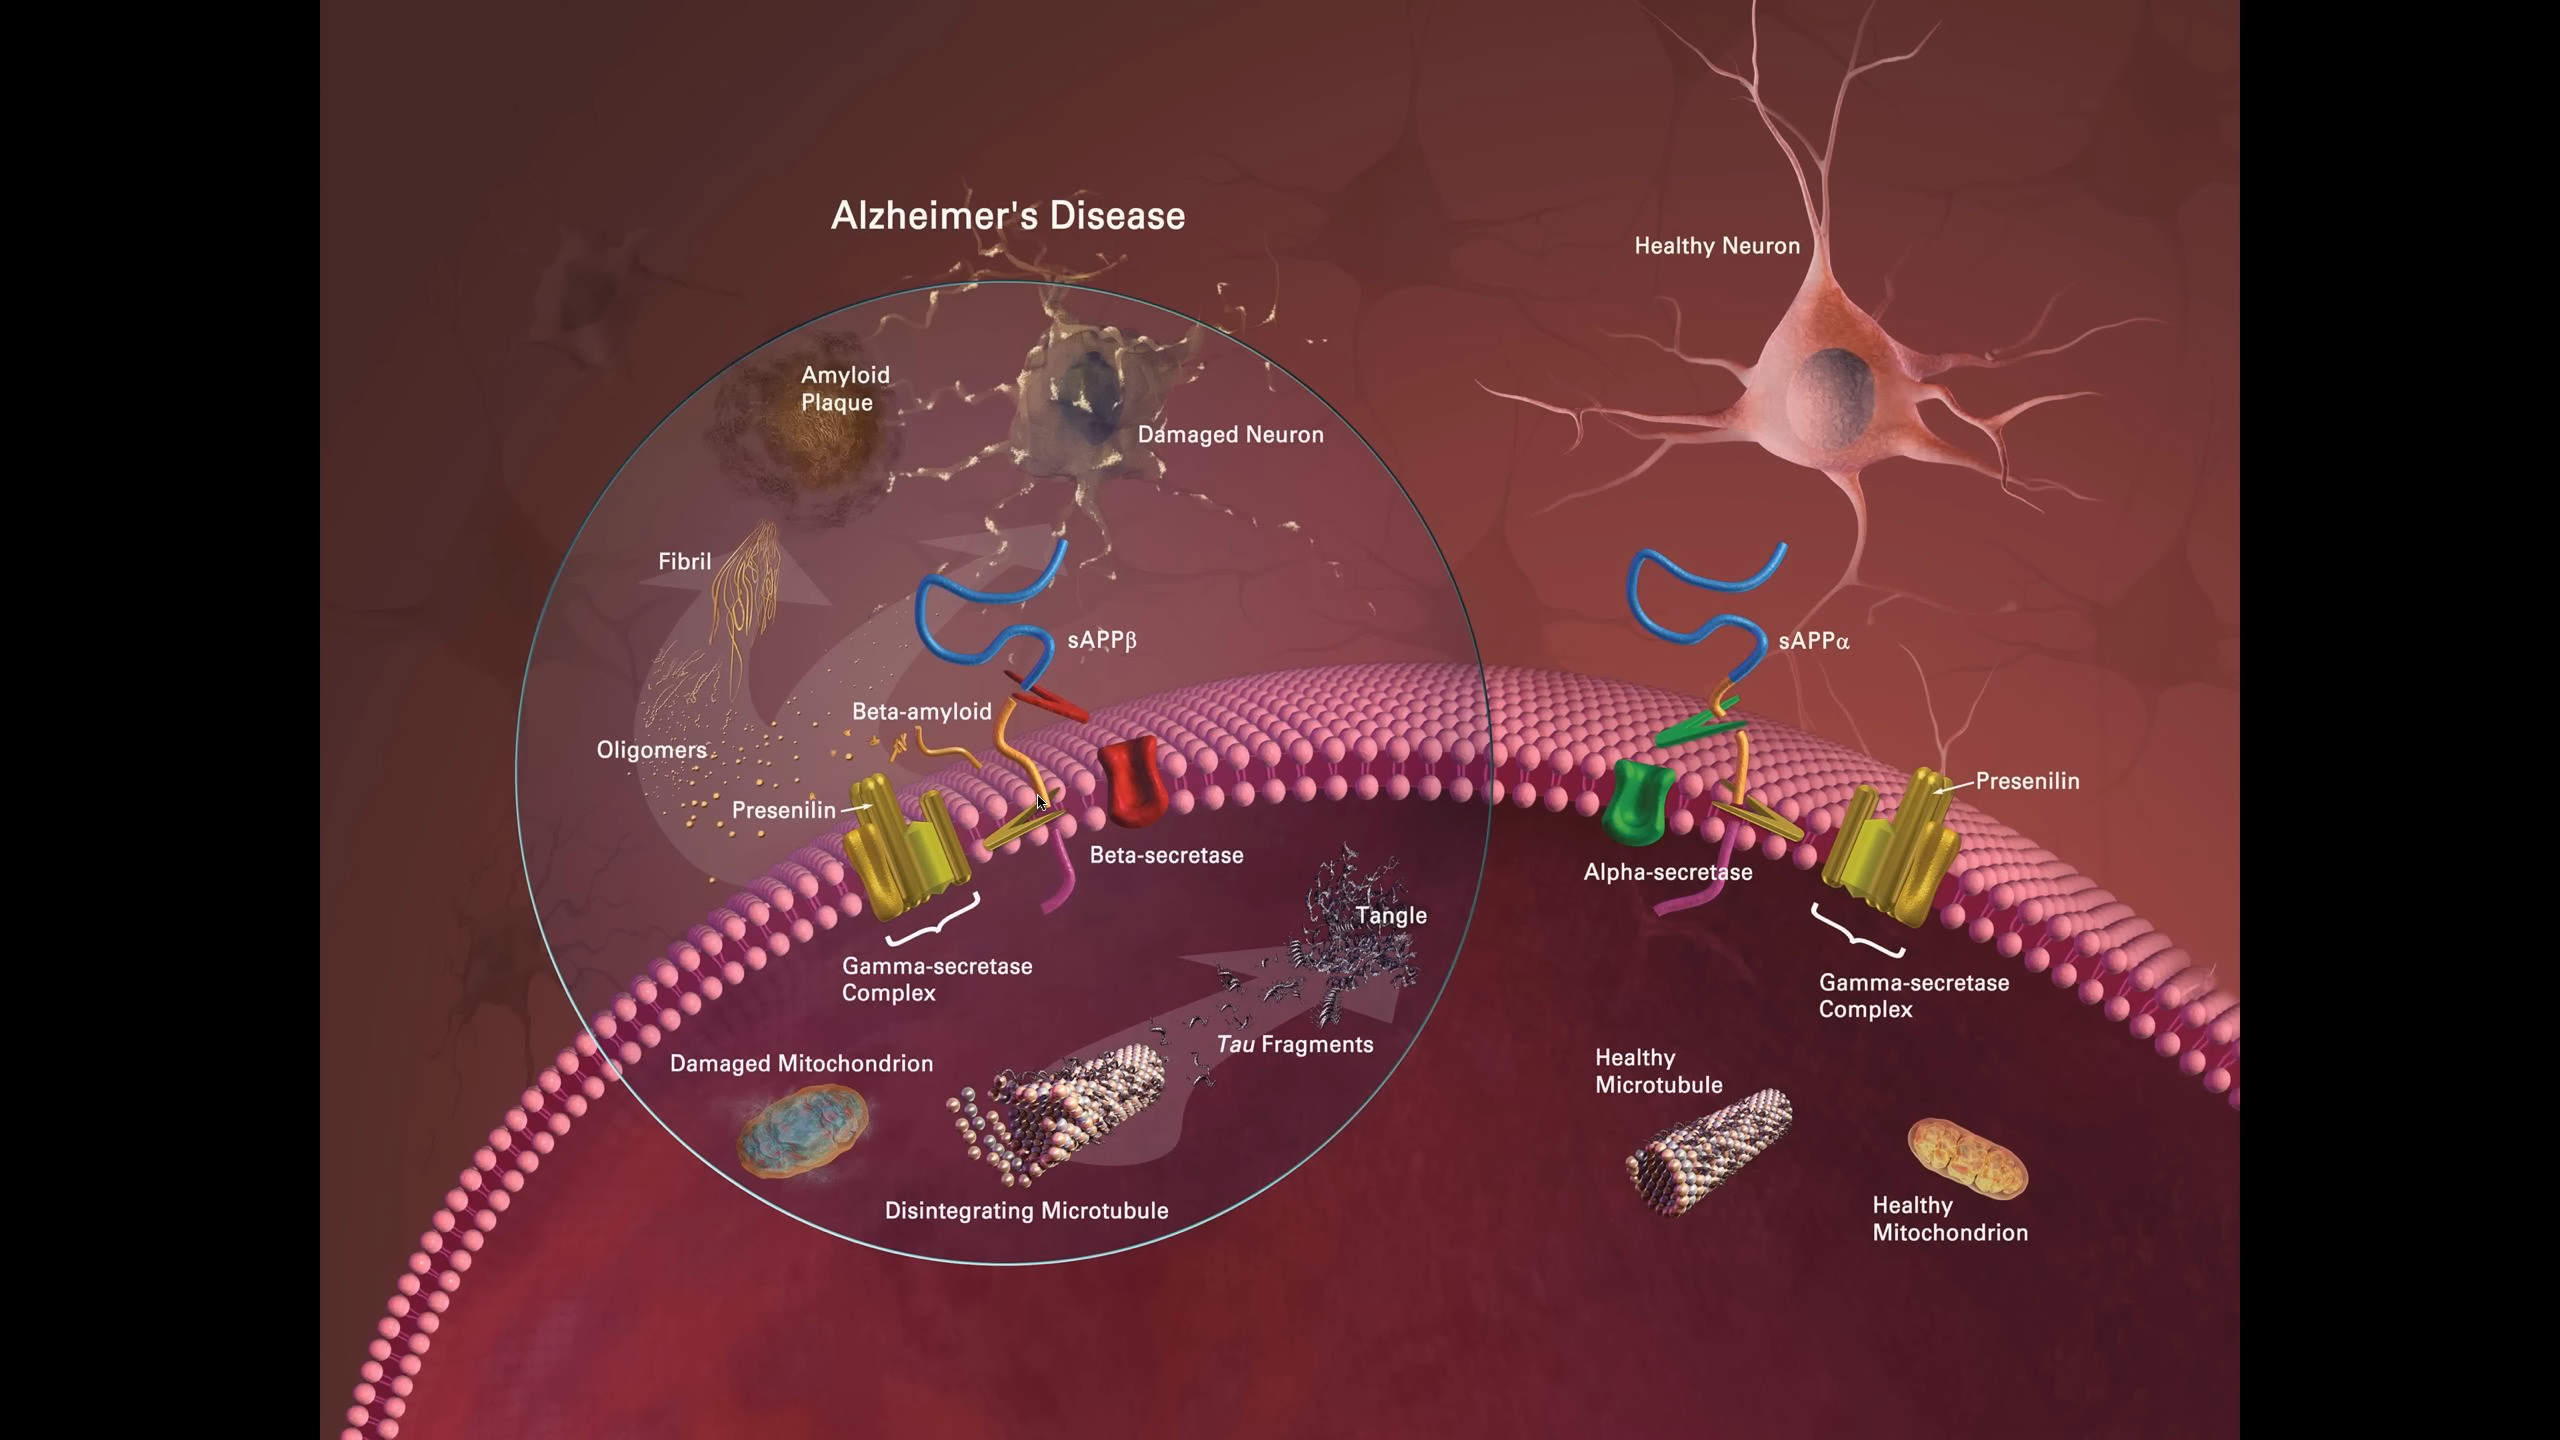 Alzheimer's Disease
Healthy Neuron
Amyloid
Plaque
Damaged Neuron
Fibril
sAPPβ
sAPPα
Beta-amyloid
Oligomers
Presenilin
Presenilin
Beta-secretase
Alpha-secretase
Tangle
Gamma-secretase
Complex
Gamma-secretase
Complex
Tau Fragments
Damaged Mitochondrion
Healthy
Microtubule
Disintegrating Microtubule
Healthy
Mitochondrion